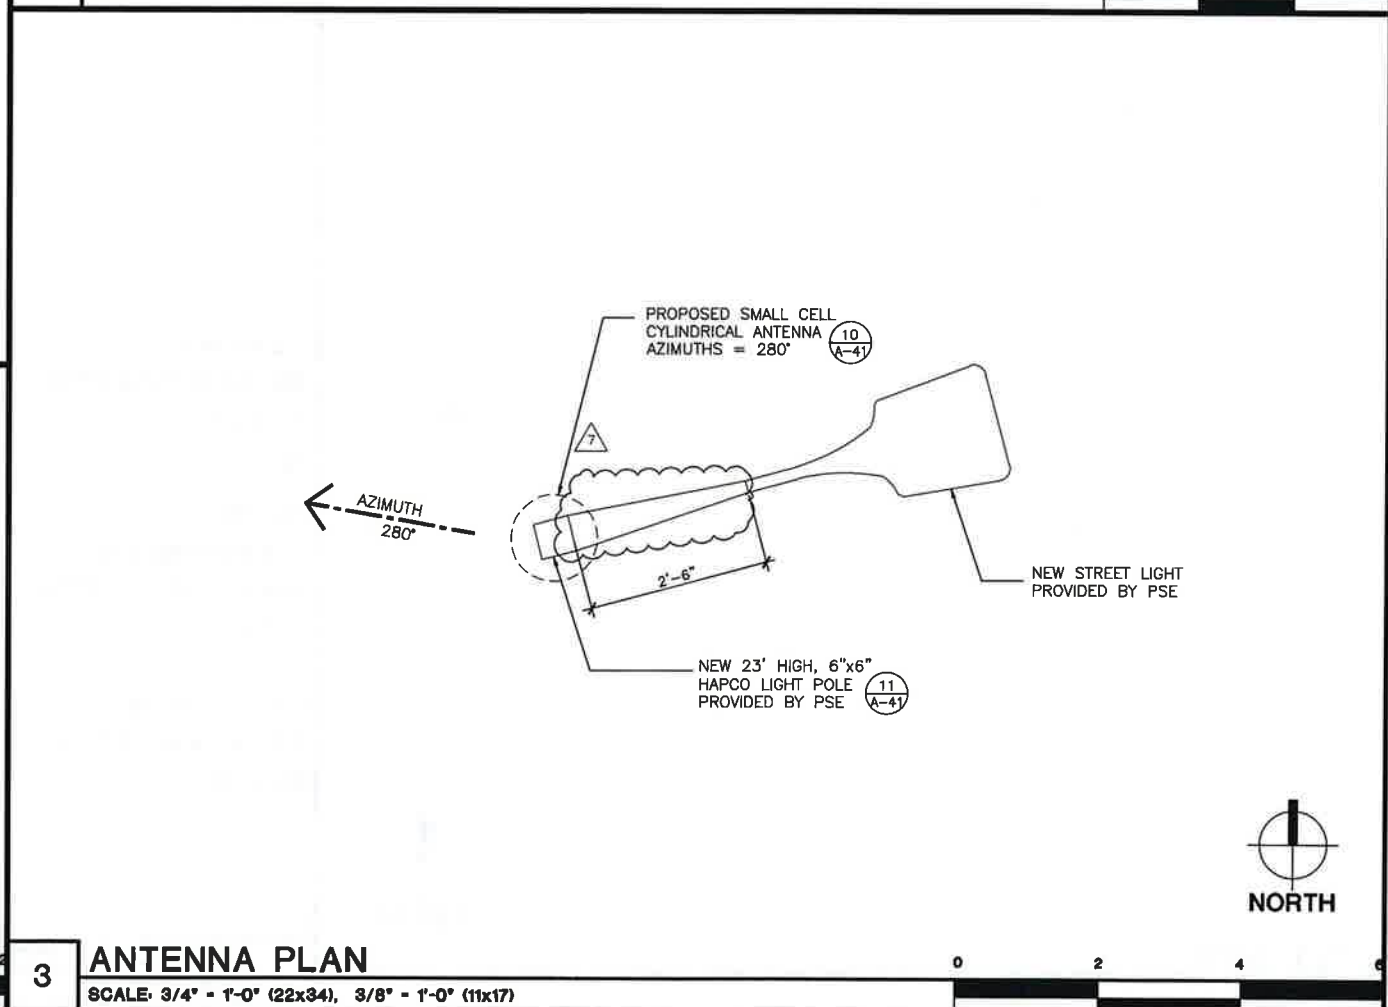 PROPOSED SMALL CELL
CYLINDRICAL ANTENNA
AZIMUTHS = 280°
10
A-41
7
AZIMUTH
280°
2'-6"
NEW STREET LIGHT
PROVIDED BY PSE
NEW 23' HIGH, 6"x6"
HAPCO LIGHT POLE
PROVIDED BY PSE
11
A-41
NORTH
3
ANTENNA PLAN
SCALE: 3/4" = 1'-0" (22x34), 3/8" = 1'-0" (11x17)
0 2 4